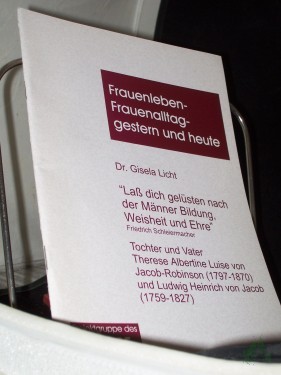 Frauenleben-
Frauenalltag-
gestern und heute
Dr. Gisela Licht
"Laß dich gelüsten nach
der Männer Bildung,
Weisheit und Ehre"
Friedrich Schleiermacher
Tochter und Vater
Therese Albertine Luise von
Jacob-Robinson (1797-1870)
und Ludwig Heinrich von Jacob
(1759-1827)
des